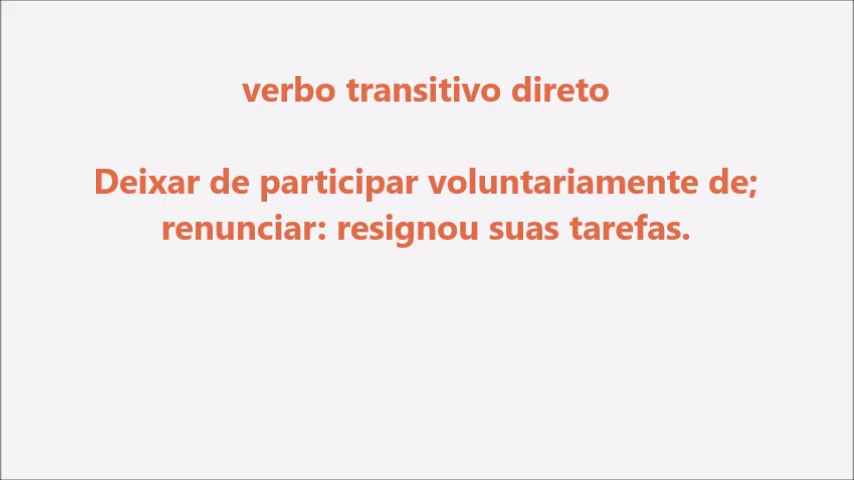 verbo transitivo direto
Deixar de participar voluntariamente de;
renunciar: resignou suas tarefas.